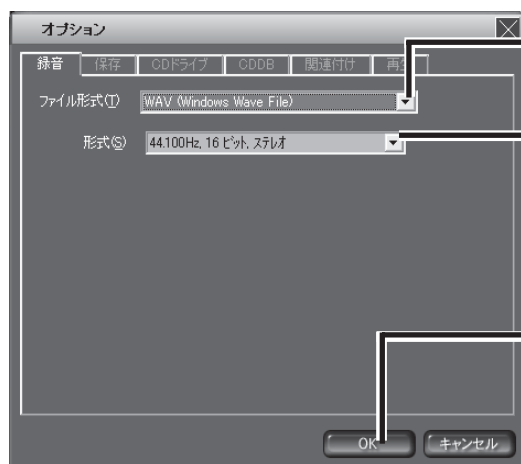 オプション
録音 保存 CDドライブ CDDB 関連付け 再生
ファイル形式(T) WAV (Windows Wave File)
形式(S) 44.100Hz, 16 ビット, ステレオ
OK キャンセル